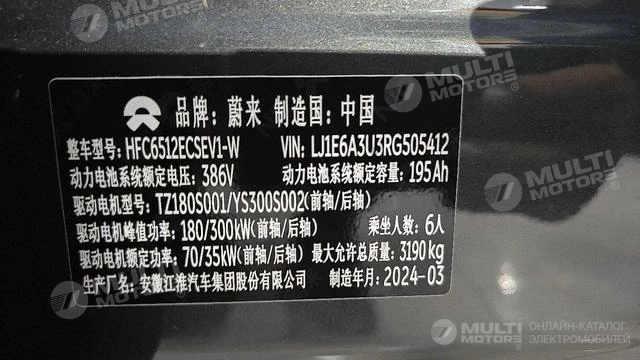 MULTI
MOTORS®
MULTI
MOTORS®
品牌: 蔚来 制造国: 中国
整车型号: HFC6512ECSEV1-W VIN: LJ1E6A3U3RG505412
动力电池系统额定电压: 386V 动力电池系统额定容量: 195Ah
驱动电机型号: TZ180S001/YS300S002(前轴/后轴)
电机峰值功率: 180/300kW(前轴/后轴) 乘坐人数: 6人
驱动电机额定功率: 70/35kW(前轴/后轴) 最大允许总质量: 3190kg
生产厂名: 安徽江淮汽车集团股份有限公司 制造年月: 2024-03
MULTI
MOTORS®
MULTI
MOTORS
ОНЛАЙН-КАТАЛОГ
ЭЛЕКТРОМОБИЛЕЙ